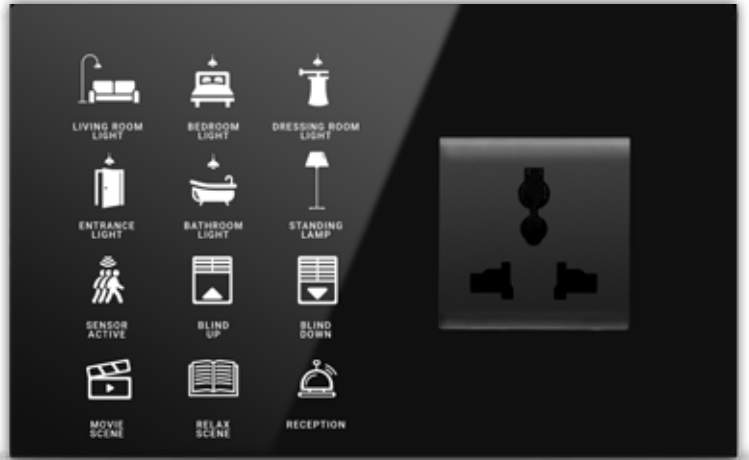 LIVING ROOM
LIGHT
BEDROOM
LIGHT
DRESSING ROOM
LIGHT
ENTRANCE
LIGHT
BATHROOM
LIGHT
STANDING
LAMP
SENSOR
ACTIVE
BLIND
UP
BLIND
DOWN
MOVIE
SCENE
RELAX
SCENE
RECEPTION